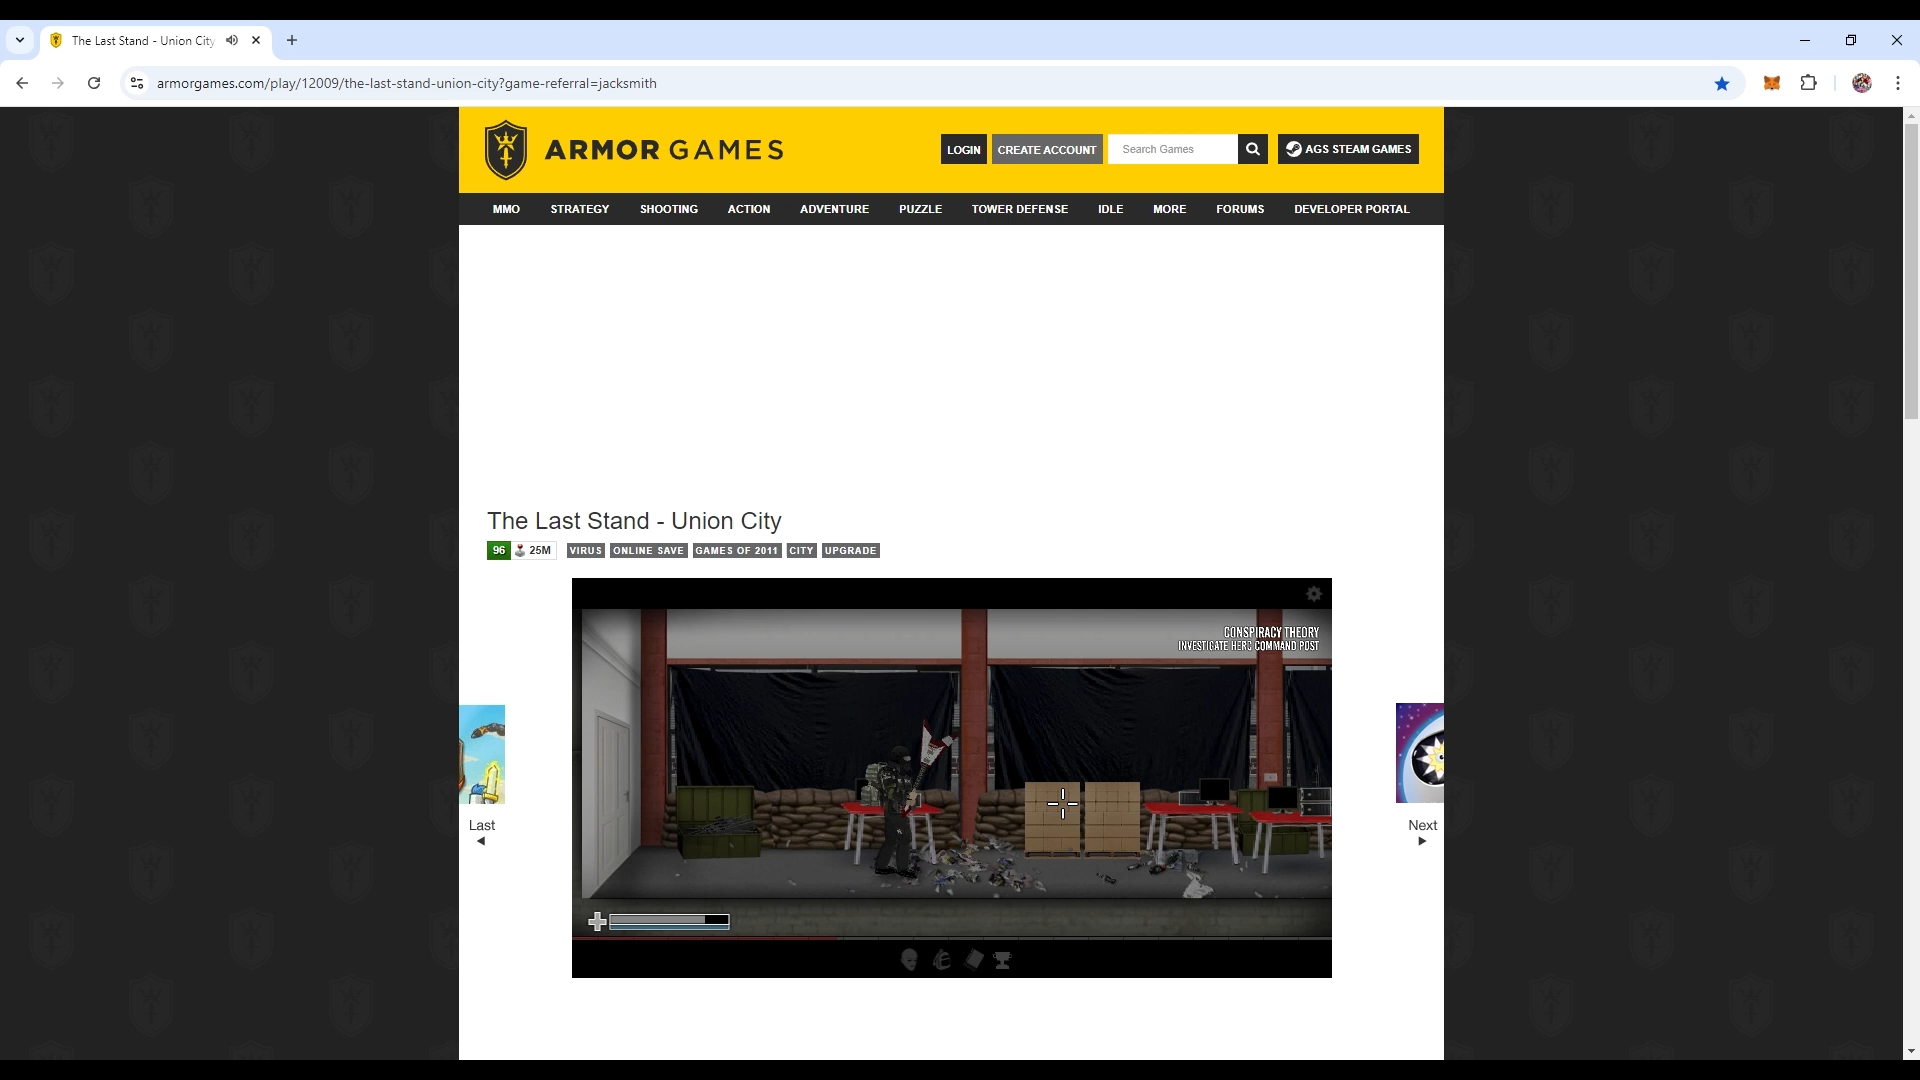 The Last Stand - Union City
armorgames.com/play/12009/the-last-stand-union-city?game-referral=jacksmith
ARMOR GAMES
LOGIN
CREATE ACCOUNT
Search Games
AGS STEAM GAMES
MMO
STRATEGY
SHOOTING
ACTION
ADVENTURE
PUZZLE
TOWER DEFENSE
IDLE
MORE
FORUMS
DEVELOPER PORTAL
The Last Stand - Union City
96
25M
VIRUS
ONLINE SAVE
GAMES OF 2011
CITY
UPGRADE
CONSPIRACY THEORY
INVESTIGATE HERC COMMAND POST
Last
Next